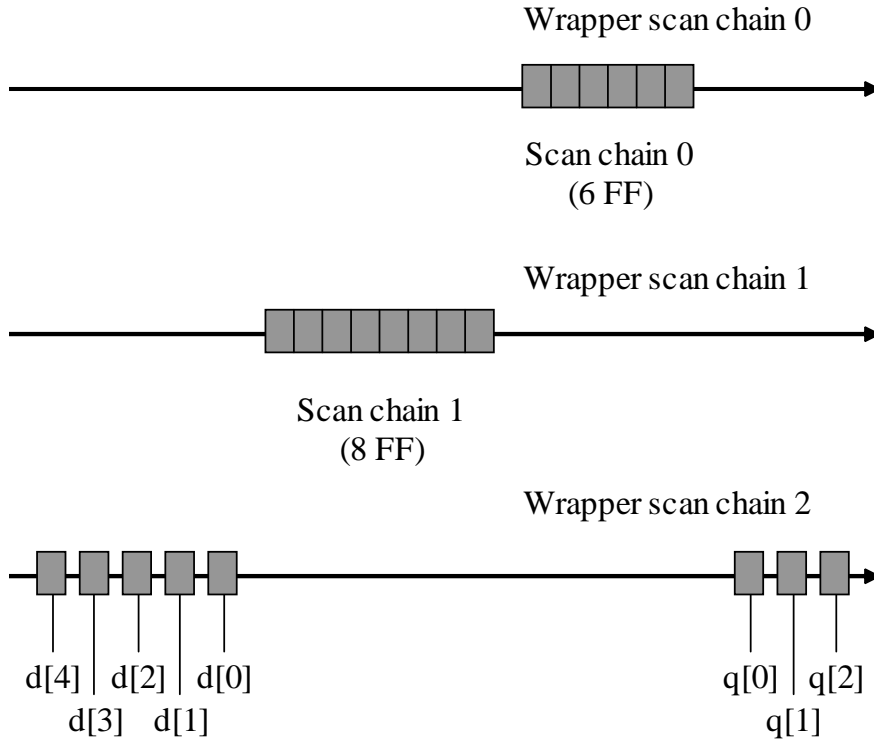 Wrapper scan chain 0
Scan chain 0
(6 FF)
Wrapper scan chain 1
Scan chain 1
(8 FF)
Wrapper scan chain 2
d[4] d[2] d[0] q[0] q[2]
d[3] d[1] q[1]